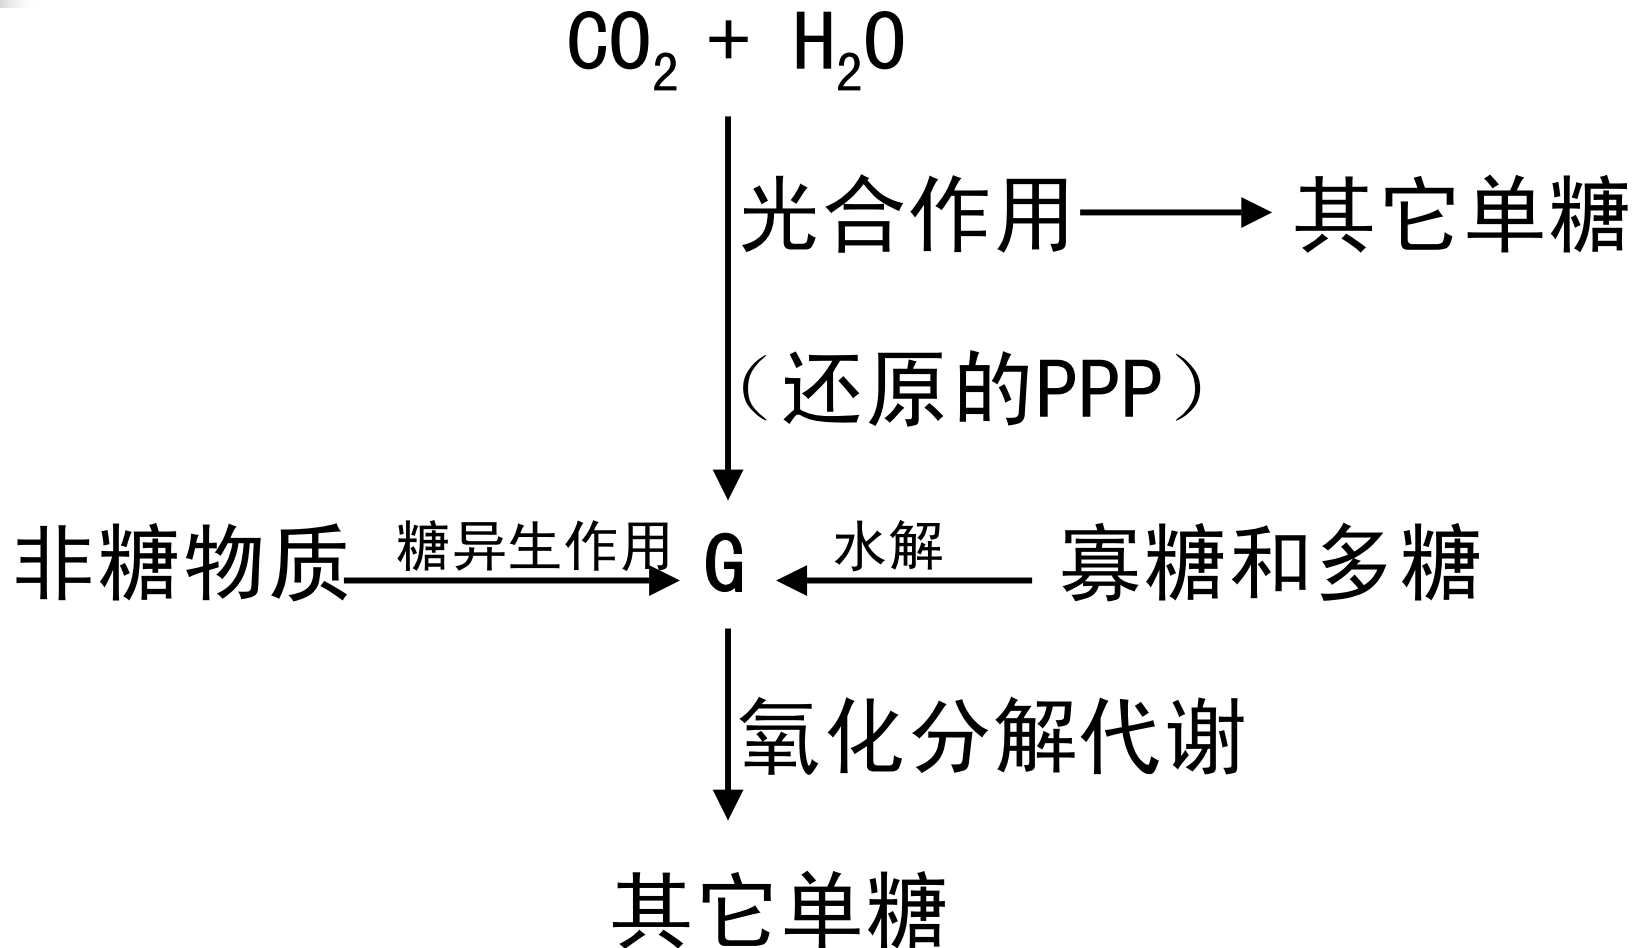 CO₂ + H₂O
光合作用 其它单糖
（还原的PPP）
非糖物质 糖异生作用 G 水解 寡糖和多糖
氧化分解代谢
其它单糖